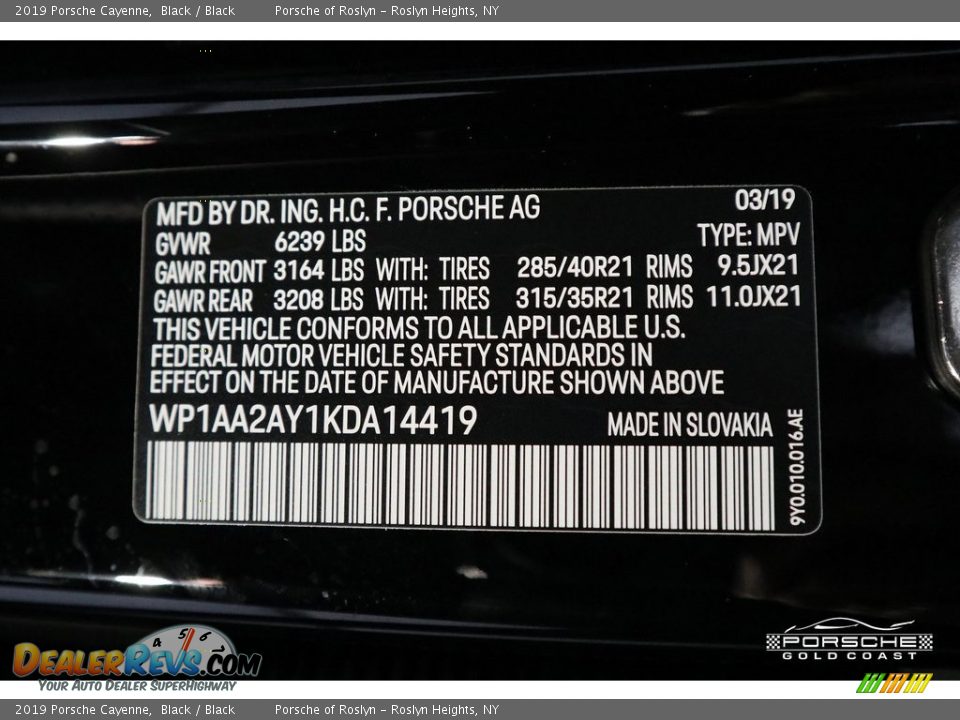 2019 Porsche Cayenne, Black / Black Porsche of Roslyn - Roslyn Heights, NY
MFD BY DR. ING. H.C. F. PORSCHE AG 03/19
GVWR 6239 LBS TYPE: MPV
GAWR FRONT 3164 LBS WITH: TIRES 285/40R21 RIMS 9.5JX21
GAWR REAR 3208 LBS WITH: TIRES 315/35R21 RIMS 11.0JX21
THIS VEHICLE CONFORMS TO ALL APPLICABLE U.S.
FEDERAL MOTOR VEHICLE SAFETY STANDARDS IN
EFFECT ON THE DATE OF MANUFACTURE SHOWN ABOVE
WP1AA2AY1KDA14419 MADE IN SLOVAKIA
9Y0.010.016.AE
4 5 6
DEALERREVS.COM
YOUR AUTO DEALER SUPERHIGHWAY
PORSCHE
GOLD COAST
2019 Porsche Cayenne, Black / Black Porsche of Roslyn - Roslyn Heights, NY